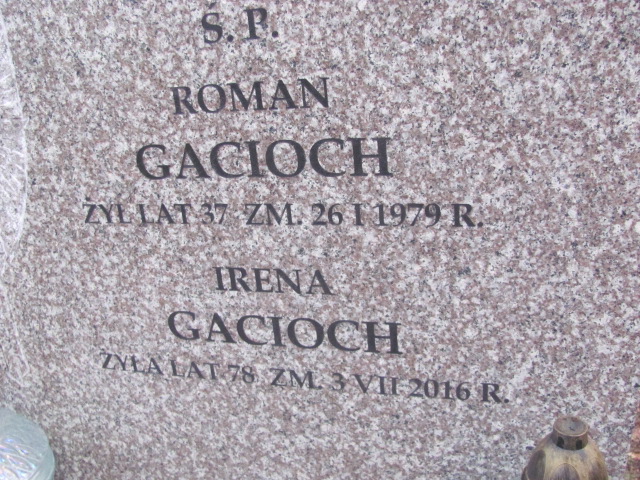 Ś.P.
ROMAN
GACIOCH
ŻYŁ LAT 37 ZM. 26 I 1979 R.
IRENA
GACIOCH
ŻYŁA LAT 78 ZM. 3 VII 2016 R.